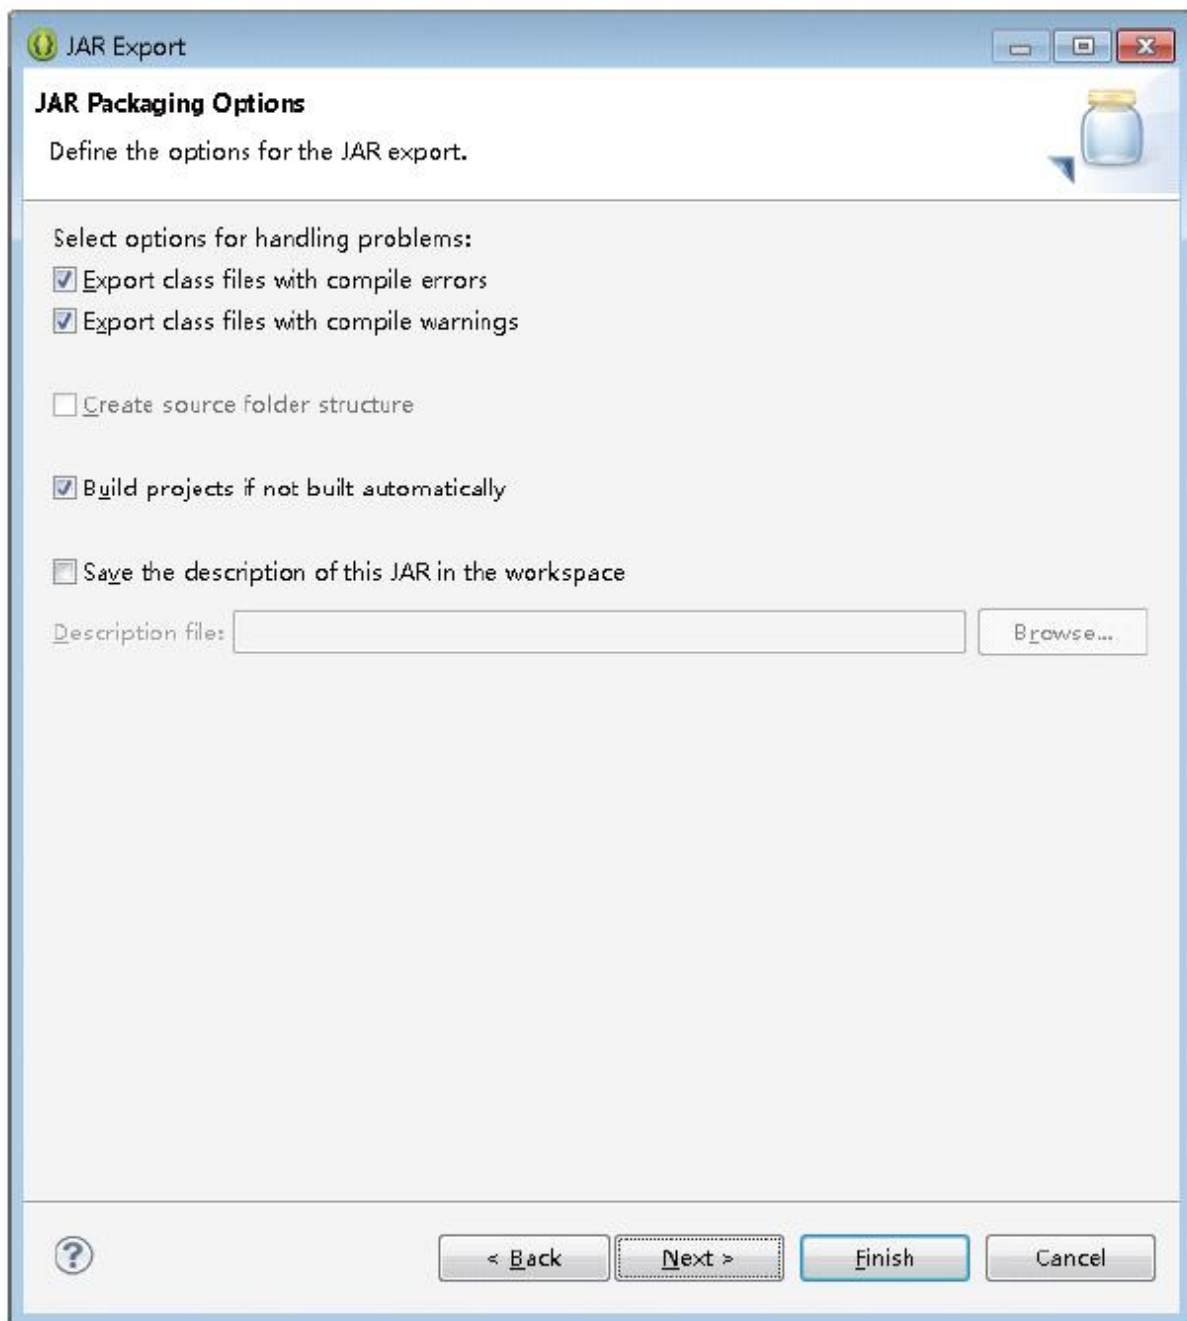 JAR Export
JAR Packaging Options
Define the options for the JAR export.
Select options for handling problems:
Export class files with compile errors
Export class files with compile warnings
Create source folder structure
Build projects if not built automatically
Save the description of this JAR in the workspace
Description file: Browse...
? < Back Next > Finish Cancel